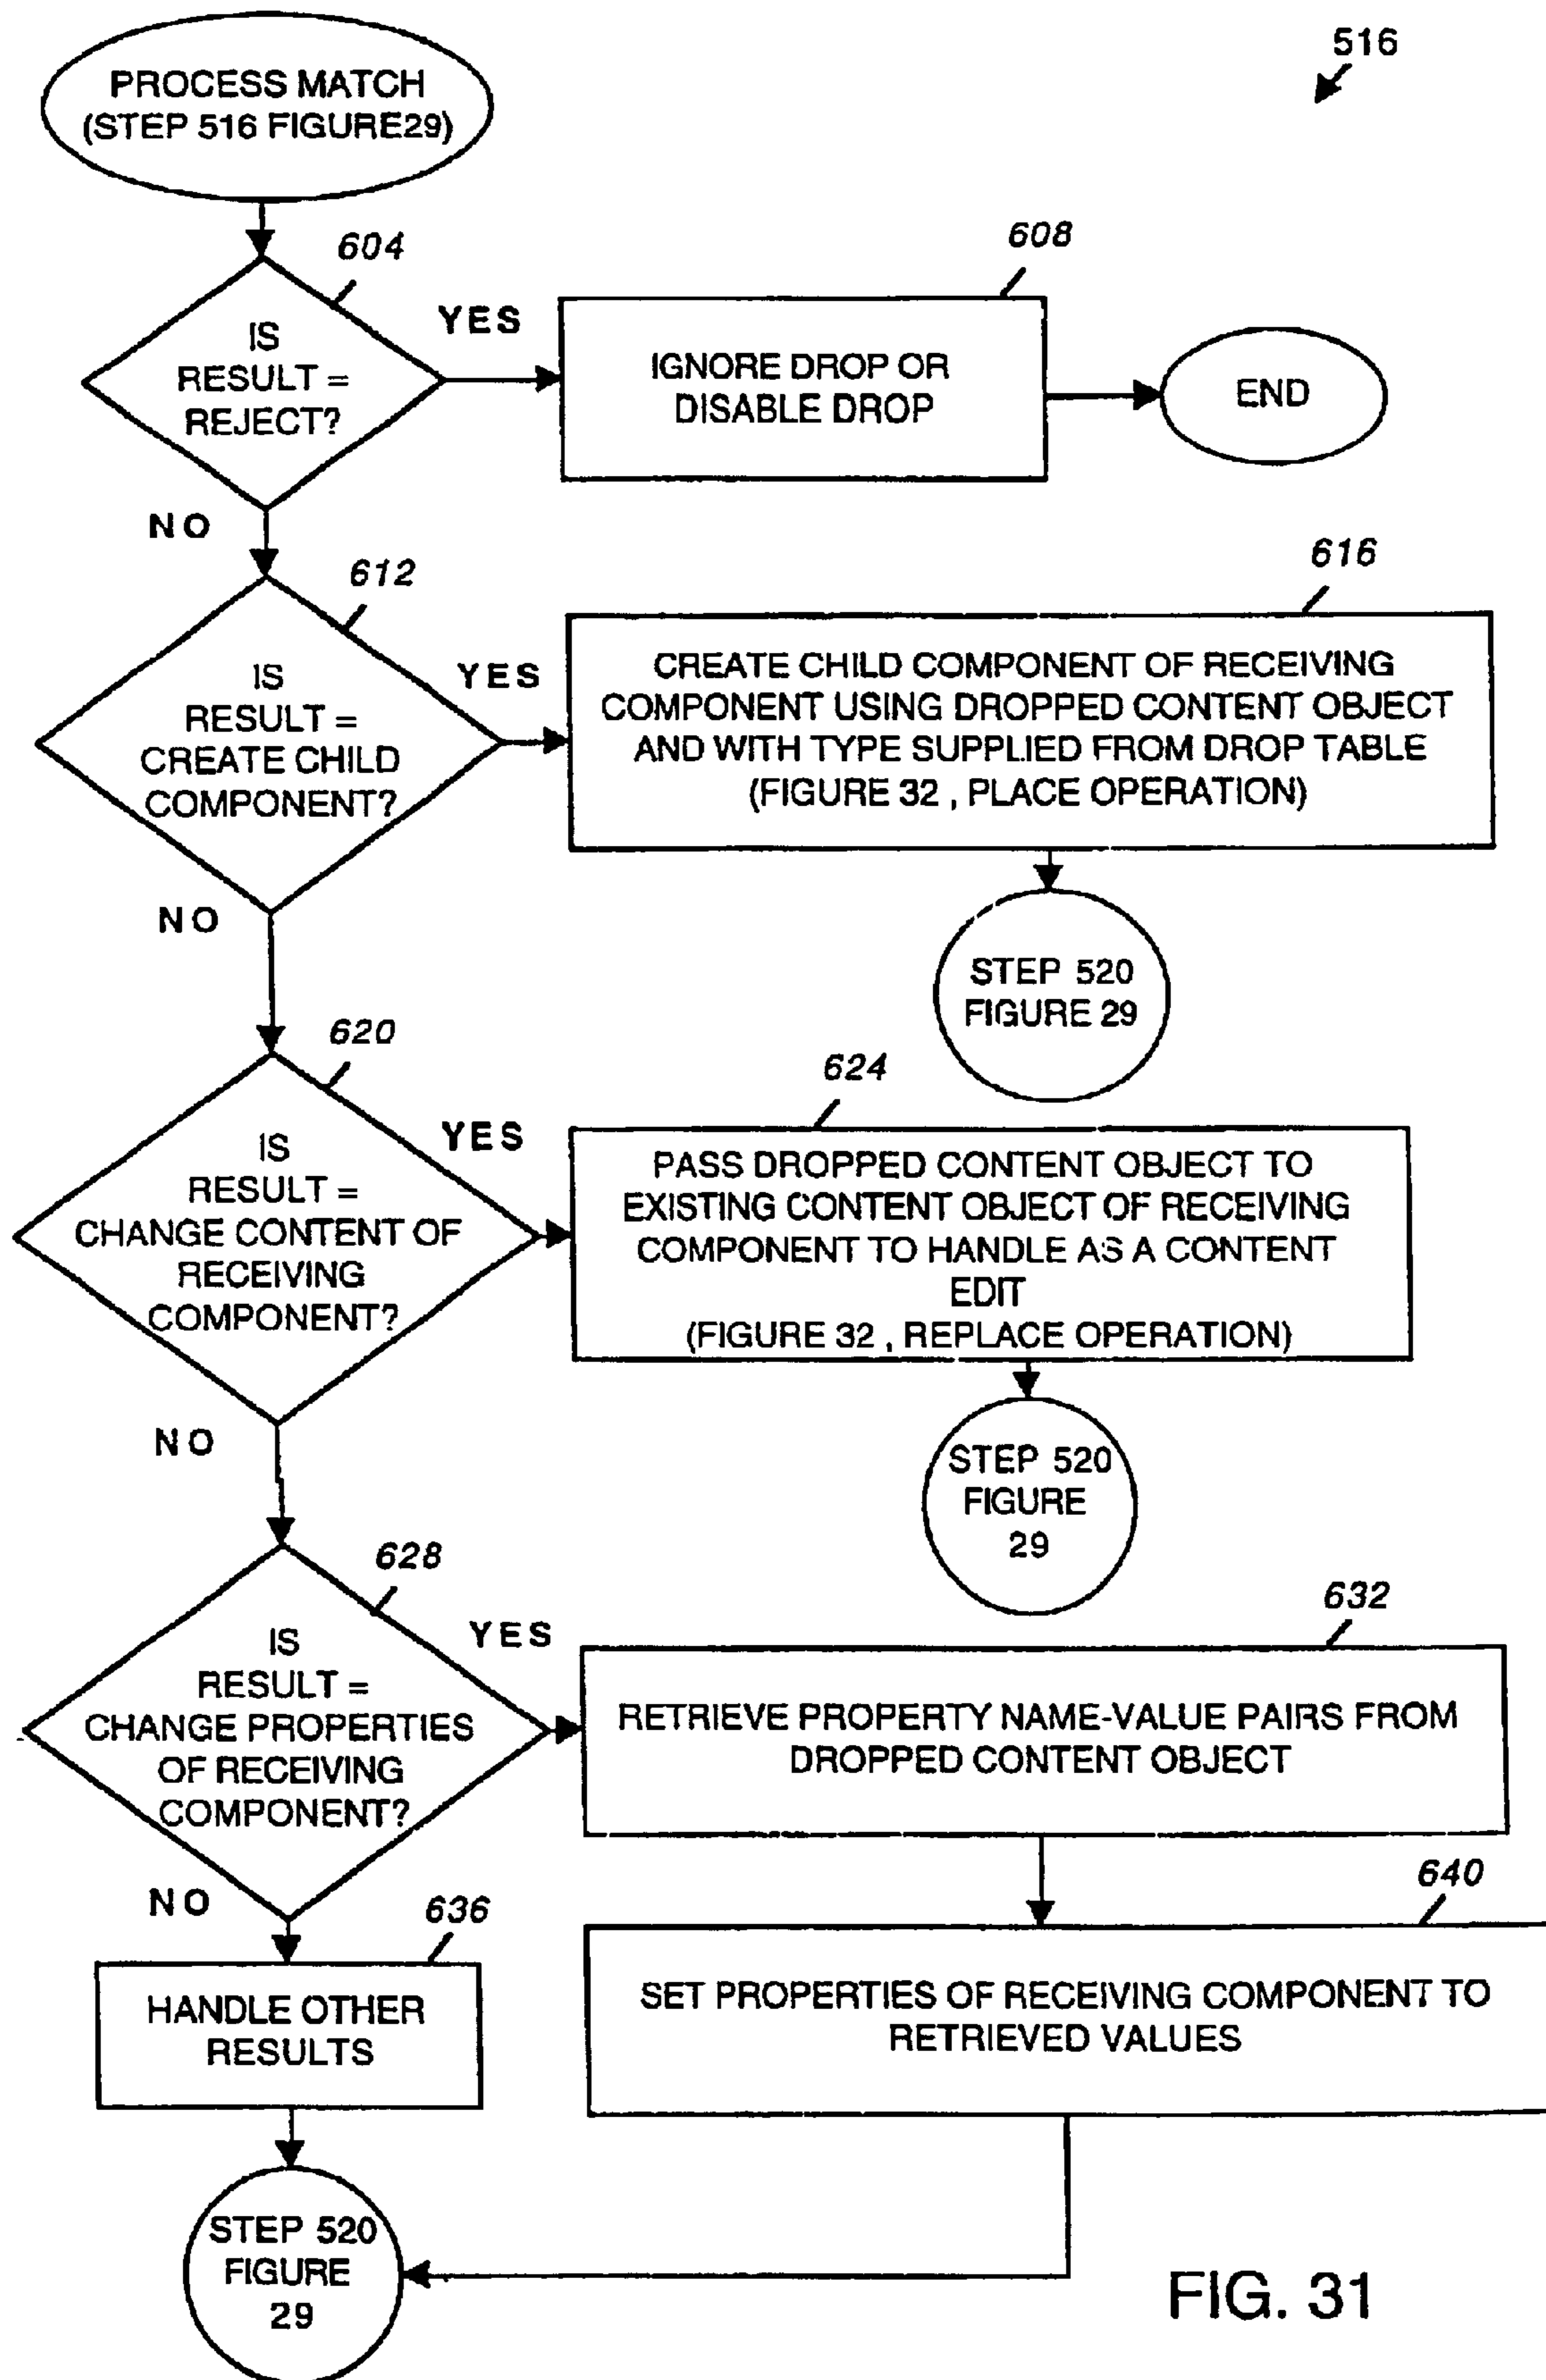 516
PROCESS MATCH
(STEP 516 FIGURE29)
604
IS
RESULT =
REJECT?
YES
608
IGNORE DROP OR
DISABLE DROP
END
NO
612
IS
RESULT =
CREATE CHILD
COMPONENT?
YES
616
CREATE CHILD COMPONENT OF RECEIVING
COMPONENT USING DROPPED CONTENT OBJECT
AND WITH TYPE SUPPLIED FROM DROP TABLE
(FIGURE 32 , PLACE OPERATION)
STEP 520
FIGURE 29
NO
620
IS
RESULT =
CHANGE CONTENT OF
RECEIVING
COMPONENT?
YES
624
PASS DROPPED CONTENT OBJECT TO
EXISTING CONTENT OBJECT OF RECEIVING
COMPONENT TO HANDLE AS A CONTENT
EDIT
(FIGURE 32 , REPLACE OPERATION)
STEP 520
FIGURE
29
NO
628
IS
RESULT =
CHANGE PROPERTIES
OF RECEIVING
COMPONENT?
YES
632
RETRIEVE PROPERTY NAME-VALUE PAIRS FROM
DROPPED CONTENT OBJECT
640
SET PROPERTIES OF RECEIVING COMPONENT TO
RETRIEVED VALUES
NO
636
HANDLE OTHER
RESULTS
STEP 520
FIGURE
29
FIG. 31